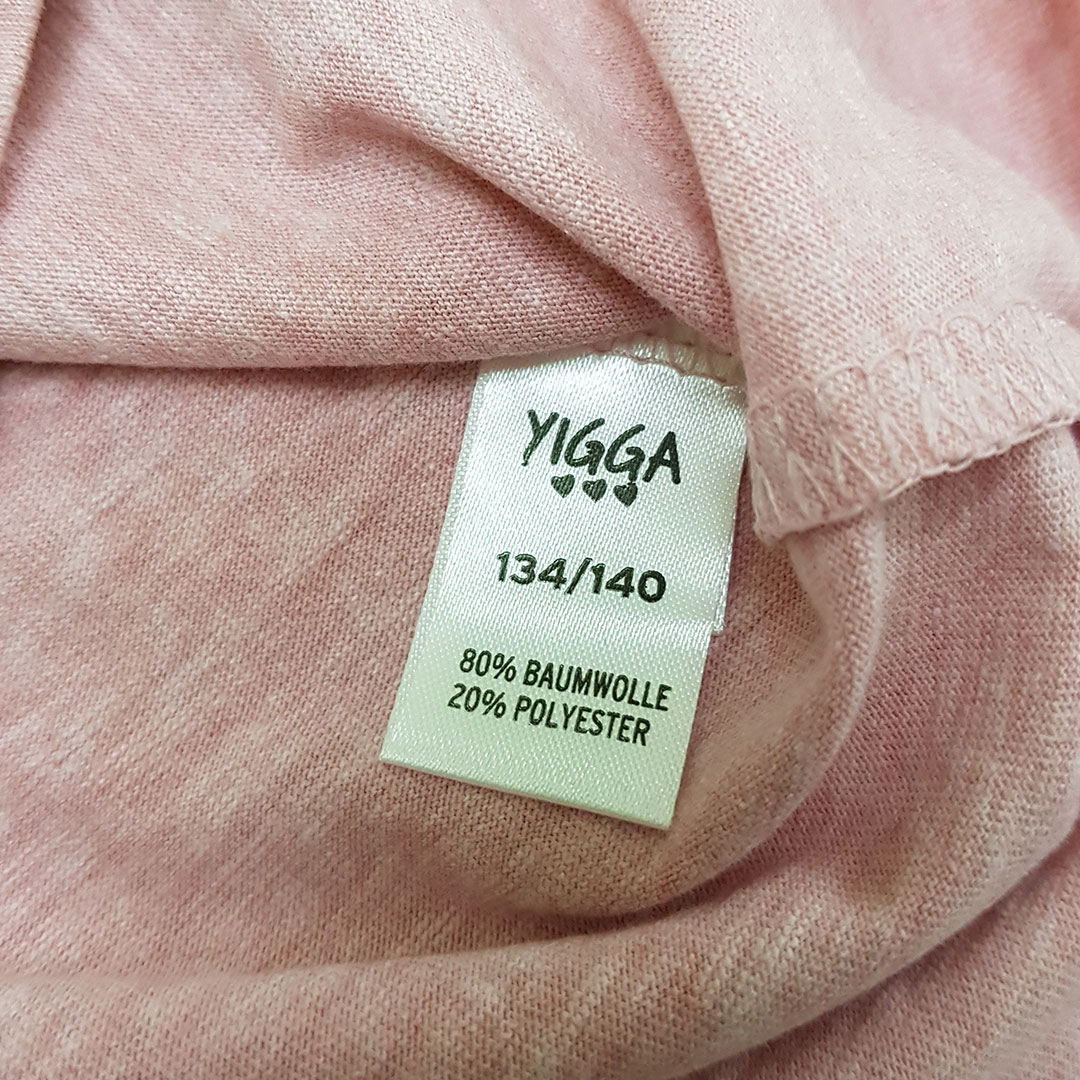 YIGGA
134/140
80% BAUMWOLLE
20% POLYESTER